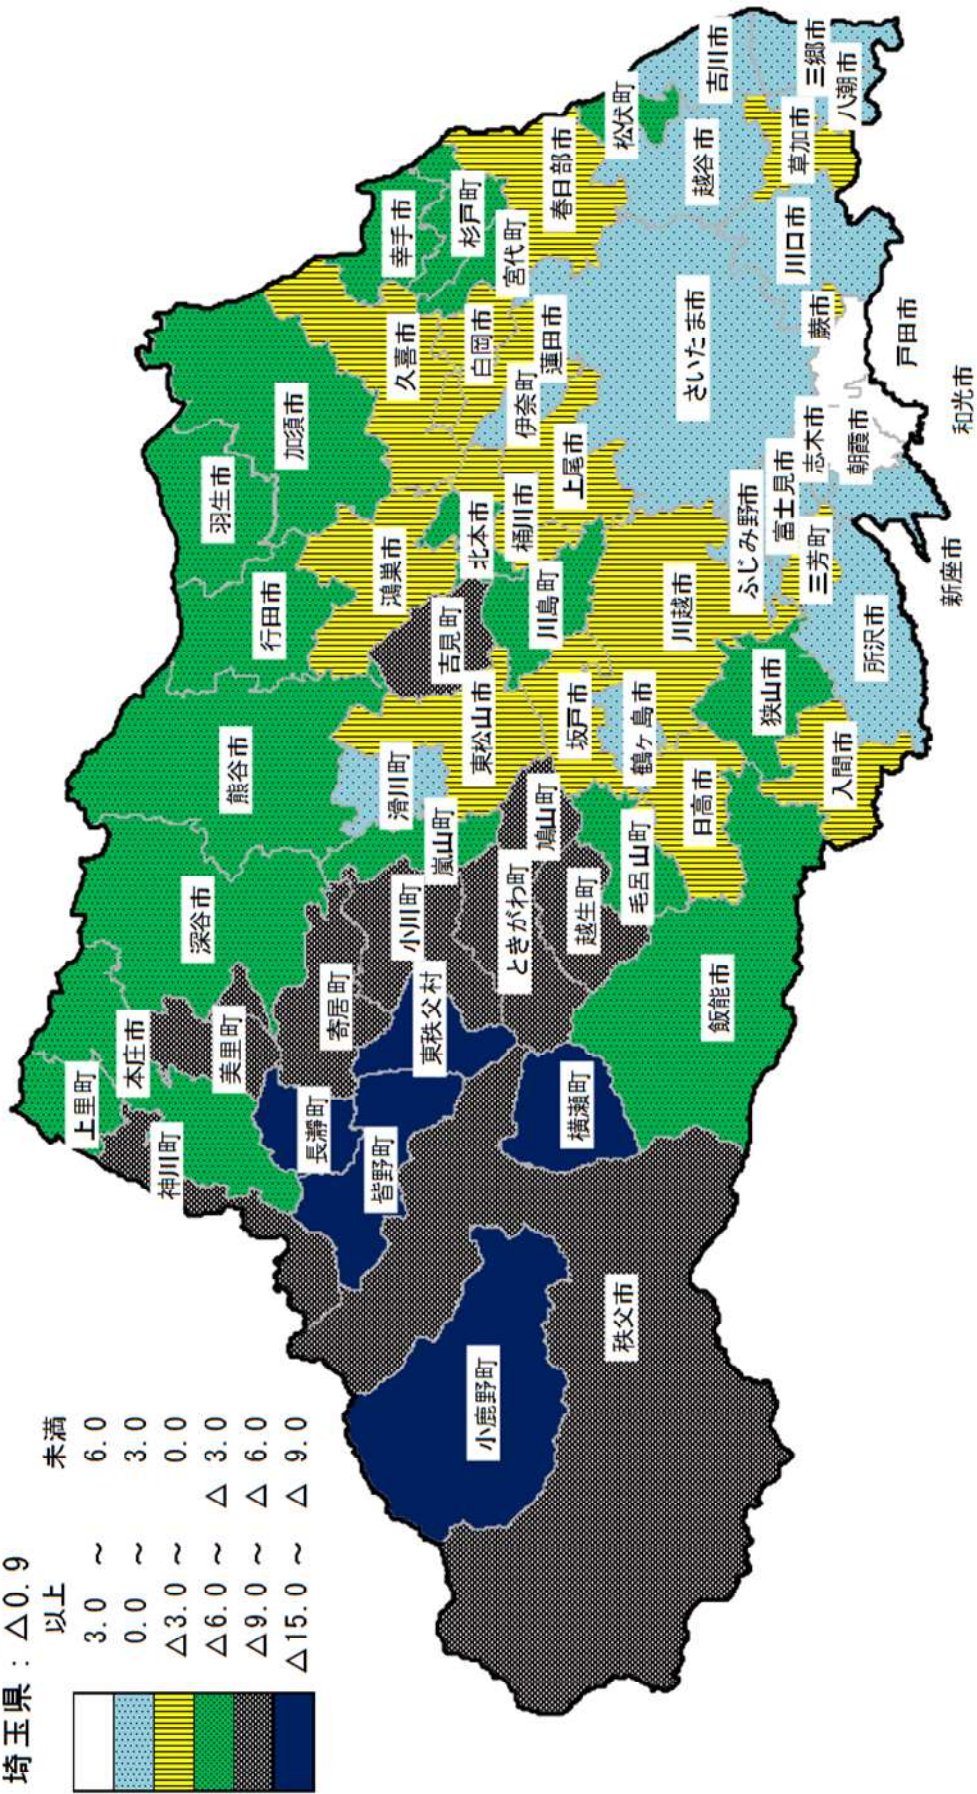 埼玉県：△0.9
以上 未満
3.0 ～ 6.0
0.0 ～ 3.0
△3.0 ～ 0.0
△6.0 ～ △ 3.0
△9.0 ～ △ 6.0
△15.0 ～ △ 9.0
上里町
本庄市
神川町
美里町
深谷市
熊谷市
行田市
羽生市
加須市
長瀞町
寄居町
皆野町
小川町
東秩父村
嵐山町
滑川町
東松山市
吉見町
鴻巣市
北本市
久喜市
幸手市
杉戸町
白岡市
宮代町
桶川市
伊奈町
蓮田市
上尾市
春日部市
松伏町
小鹿野町
横瀬町
ときがわ町
鳩山町
越生町
毛呂山町
坂戸市
川島町
鶴ヶ島市
川越市
さいたま市
越谷市
吉川市
秩父市
飯能市
日高市
狭山市
ふじみ野市
富士見市
三芳町
志木市
朝霞市
蕨市
川口市
草加市
三郷市
八潮市
入間市
所沢市
新座市
和光市
戸田市